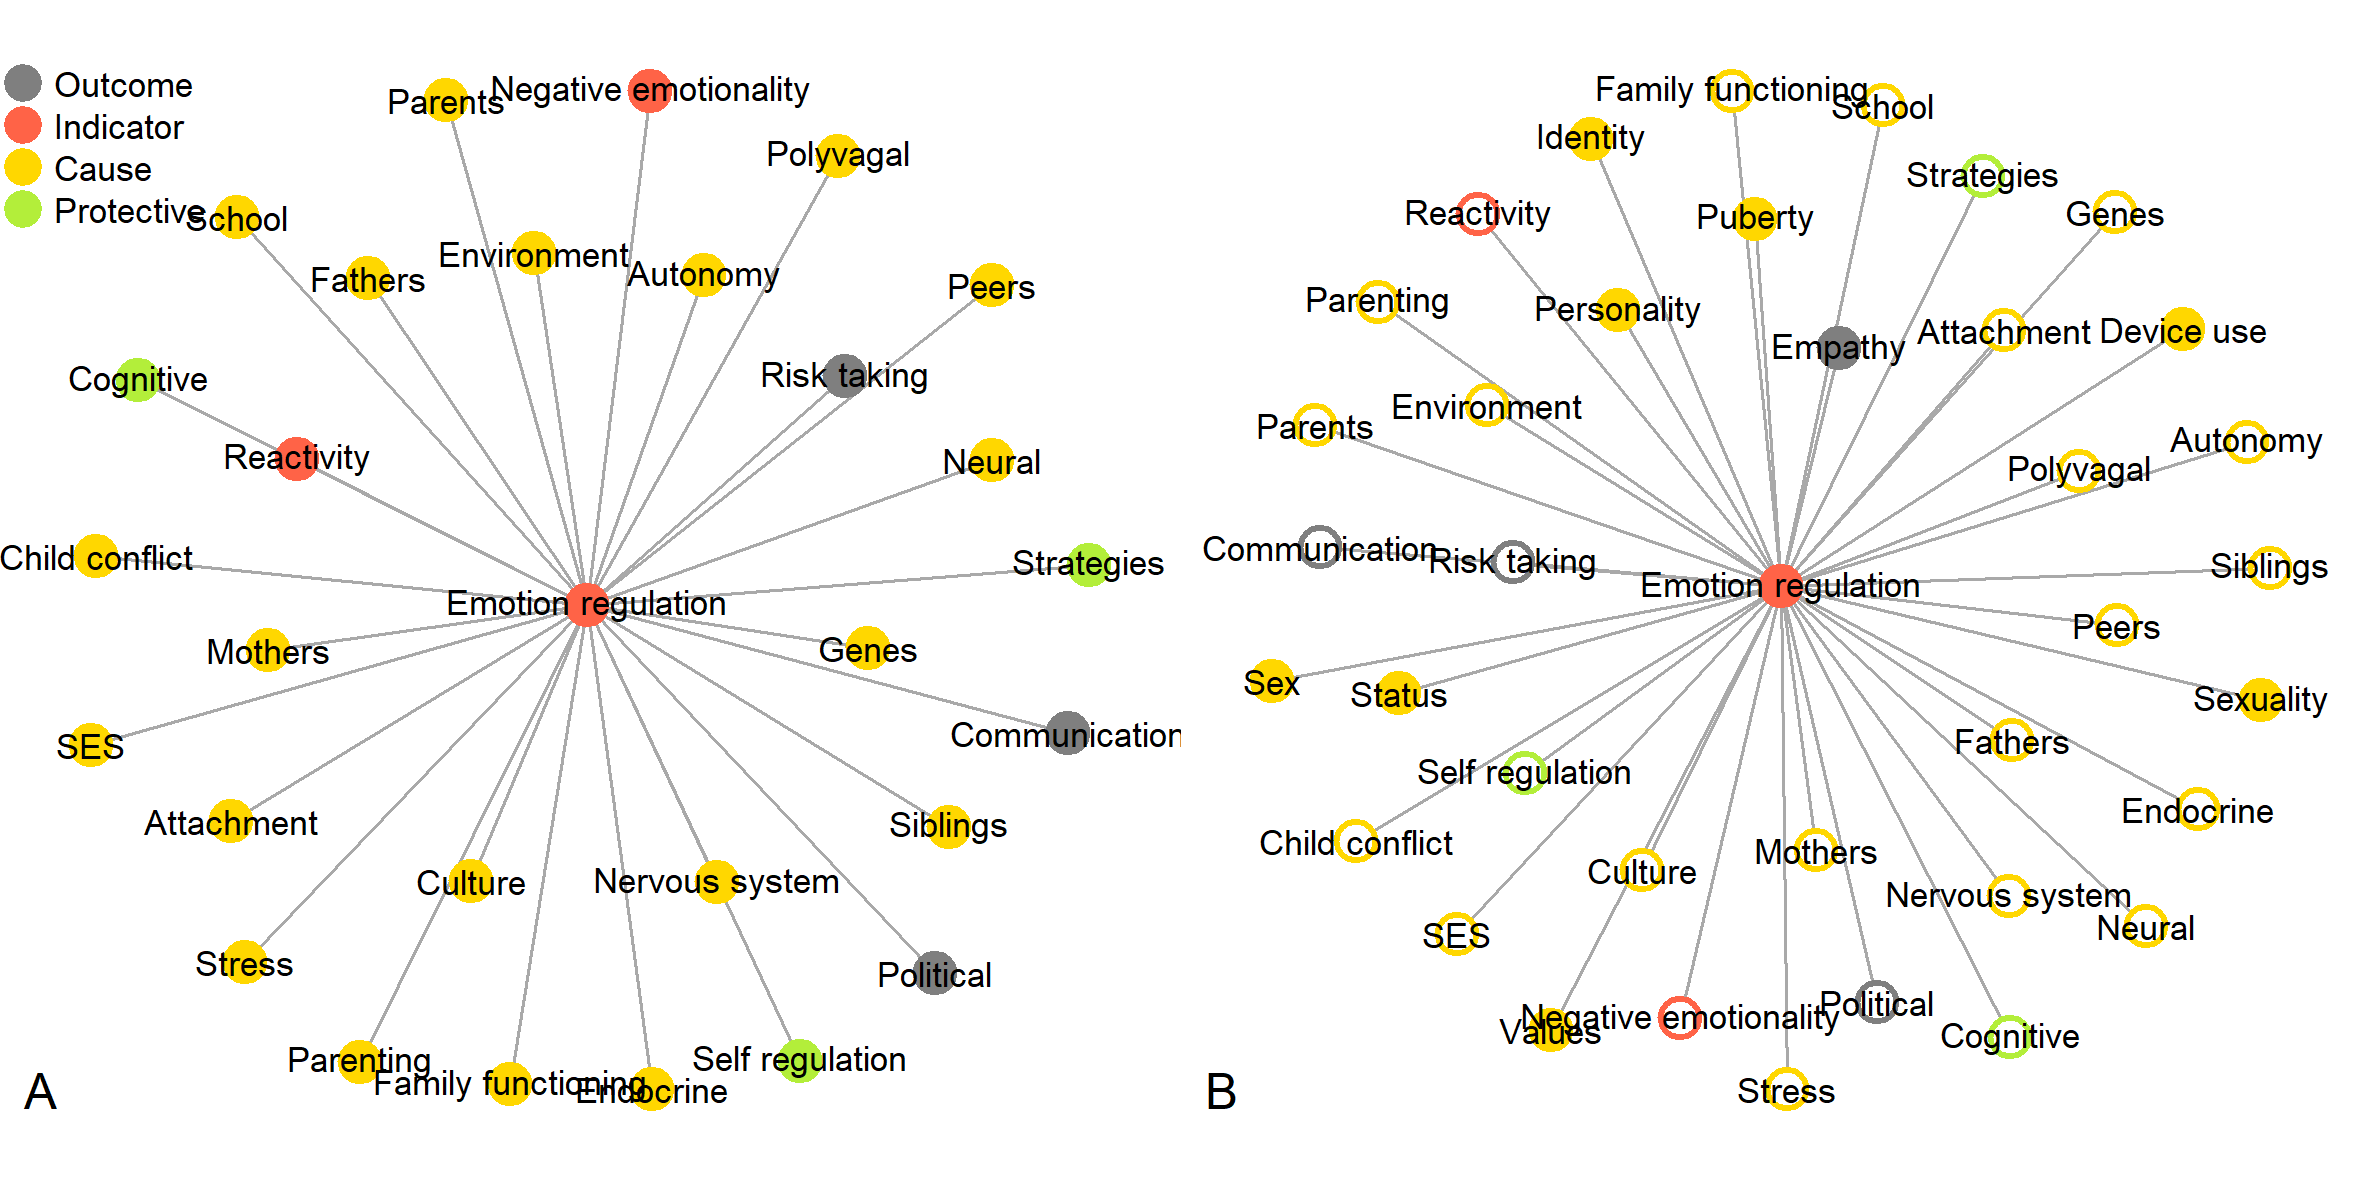 Outcome
Indicator
Cause
Protective
Parents
Negative emotionality
Polyvagal
School
Fathers
Environment
Autonomy
Peers
Cognitive
Risk taking
Reactivity
Neural
Child conflict
Strategies
Emotion regulation
Mothers
Genes
SES
Communication
Attachment
Siblings
Culture
Nervous system
Stress
Political
Parenting
Family functioning
Endocrine
Self regulation
A
Family functioning
School
Identity
Strategies
Reactivity
Puberty
Genes
Parenting
Personality
Empathy
Attachment
Device use
Environment
Parents
Autonomy
Polyvagal
Communication
Risk taking
Emotion regulation
Siblings
Peers
Sex
Status
Sexuality
Fathers
Self regulation
Endocrine
Child conflict
Culture
Mothers
Nervous system
SES
Neural
Values
Negative emotionality
Political
Cognitive
Stress
B